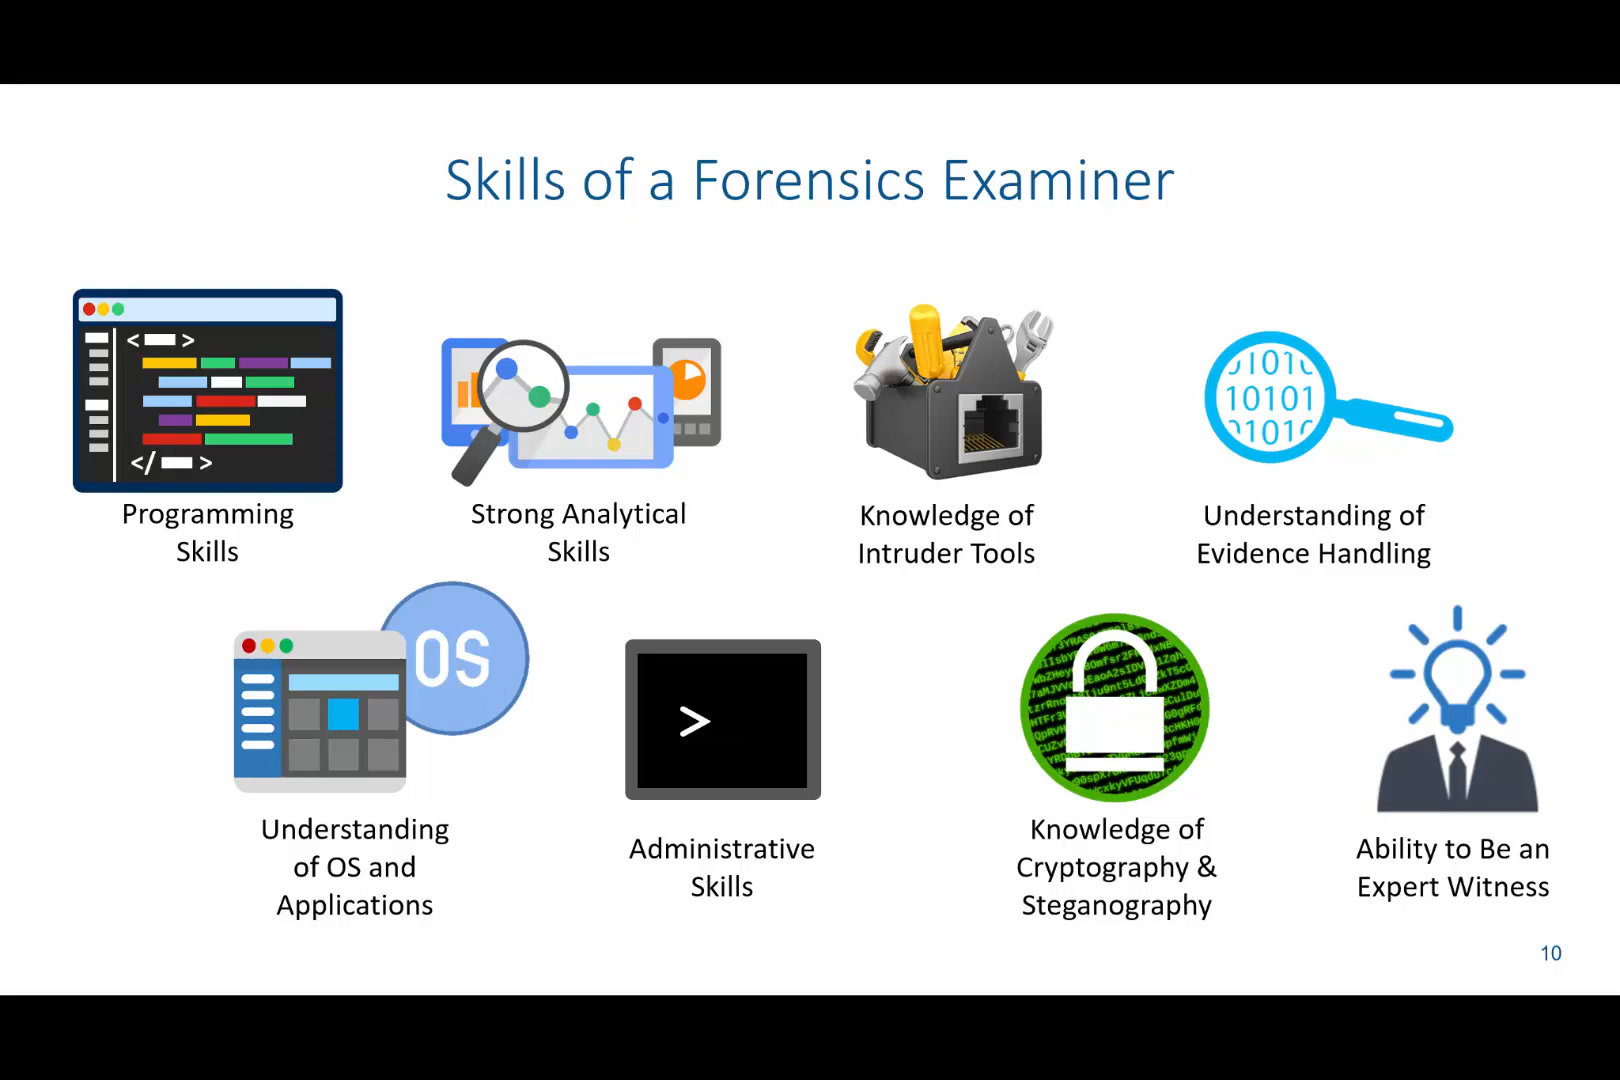 Skills of a Forensics Examiner
Programming
Skills
Strong Analytical
Skills
Knowledge of
Intruder Tools
10101
Understanding of
Evidence Handling
OS
Understanding
of OS and
Applications
>
Administrative
Skills
Knowledge of
Cryptography &
Steganography
Ability to Be an
Expert Witness
10